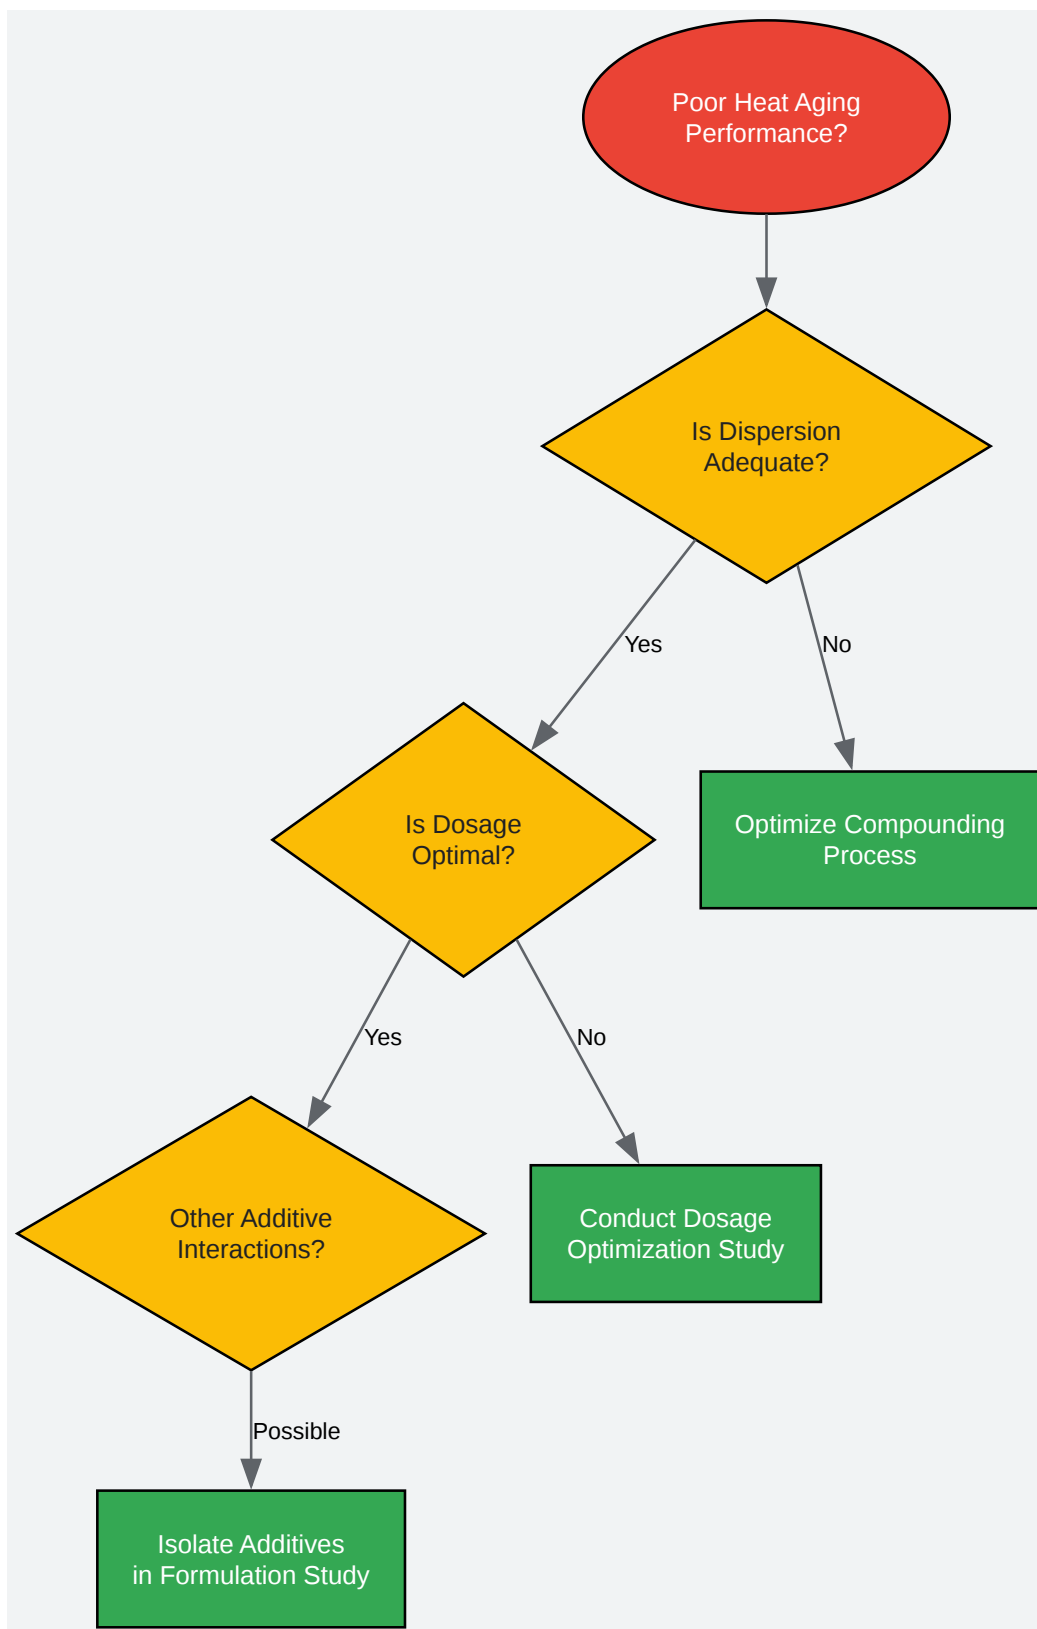 Poor Heat Aging
Performance?
Is Dispersion
Adequate?
Yes
No
Is Dosage
Optimal?
Optimize Compounding
Process
Yes
No
Other Additive
Interactions?
Conduct Dosage
Optimization Study
Possible
Isolate Additives
in Formulation Study